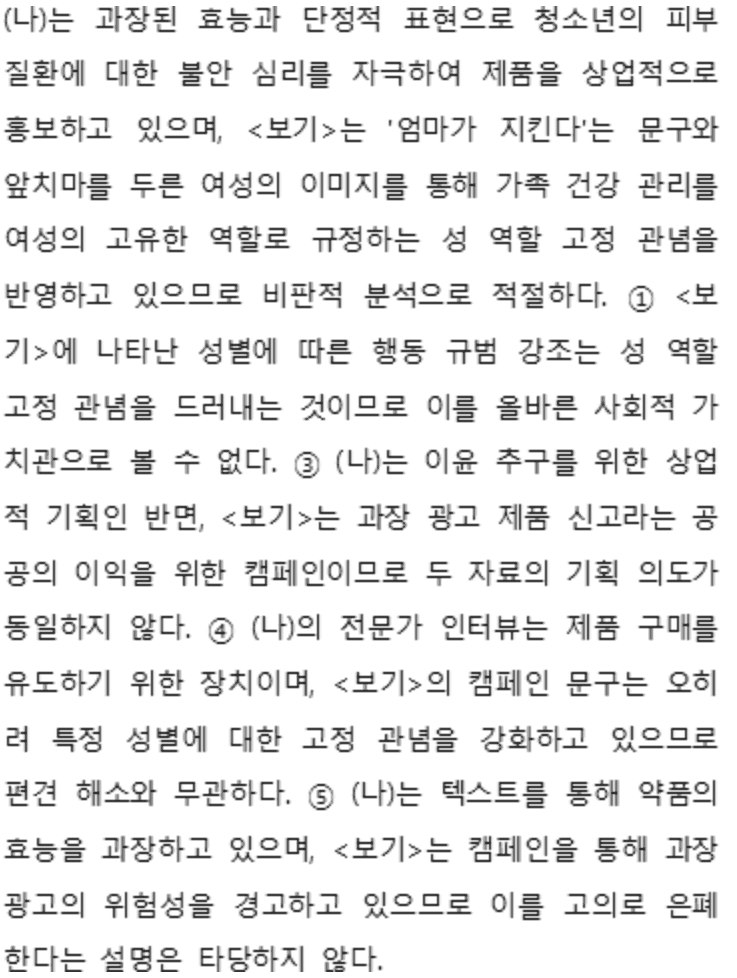 (나)는 과장된 효능과 단정적 표현으로 청소년의 피부
질환에 대한 불안 심리를 자극하여 제품을 상업적으로
홍보하고 있으며, <보기>는 '엄마가 지킨다'는 문구와
앞치마를 두른 여성의 이미지를 통해 가족 건강 관리를
여성의 고유한 역할로 규정하는 성 역할 고정 관념을
반영하고 있으므로 비판적 분석으로 적절하다. ① <보
기>에 나타난 성별에 따른 행동 규범 강조는 성 역할
고정 관념을 드러내는 것이므로 이를 올바른 사회적 가
치관으로 볼 수 없다. ③ (나)는 이윤 추구를 위한 상업
적 기획인 반면, <보기>는 과장 광고 제품 신고라는 공
공의 이익을 위한 캠페인이므로 두 자료의 기획 의도가
동일하지 않다. ④ (나)의 전문가 인터뷰는 제품 구매를
유도하기 위한 장치이며, <보기>의 캠페인 문구는 오히
려 특정 성별에 대한 고정 관념을 강화하고 있으므로
편견 해소와 무관하다. ⑤ (나)는 텍스트를 통해 약품의
효능을 과장하고 있으며, <보기>는 캠페인을 통해 과장
광고의 위험성을 경고하고 있으므로 이를 고의로 은폐
한다는 설명은 타당하지 않다.